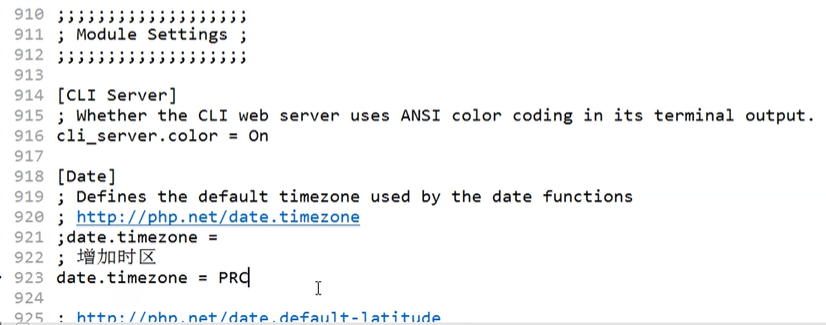 910 ;;;;;;;;;;;;;;;;;;;
911 ; Module Settings ;
912 ;;;;;;;;;;;;;;;;;;;
913
914 [CLI Server]
915 ; Whether the CLI web server uses ANSI color coding in its terminal output.
916 cli_server.color = On
917
918 [Date]
919 ; Defines the default timezone used by the date functions
920 ; http://php.net/date.timezone
921 ;date.timezone =
922 ; 增加时区
923 date.timezone = PRC
924
925 ; http://php.net/date.default-latitude